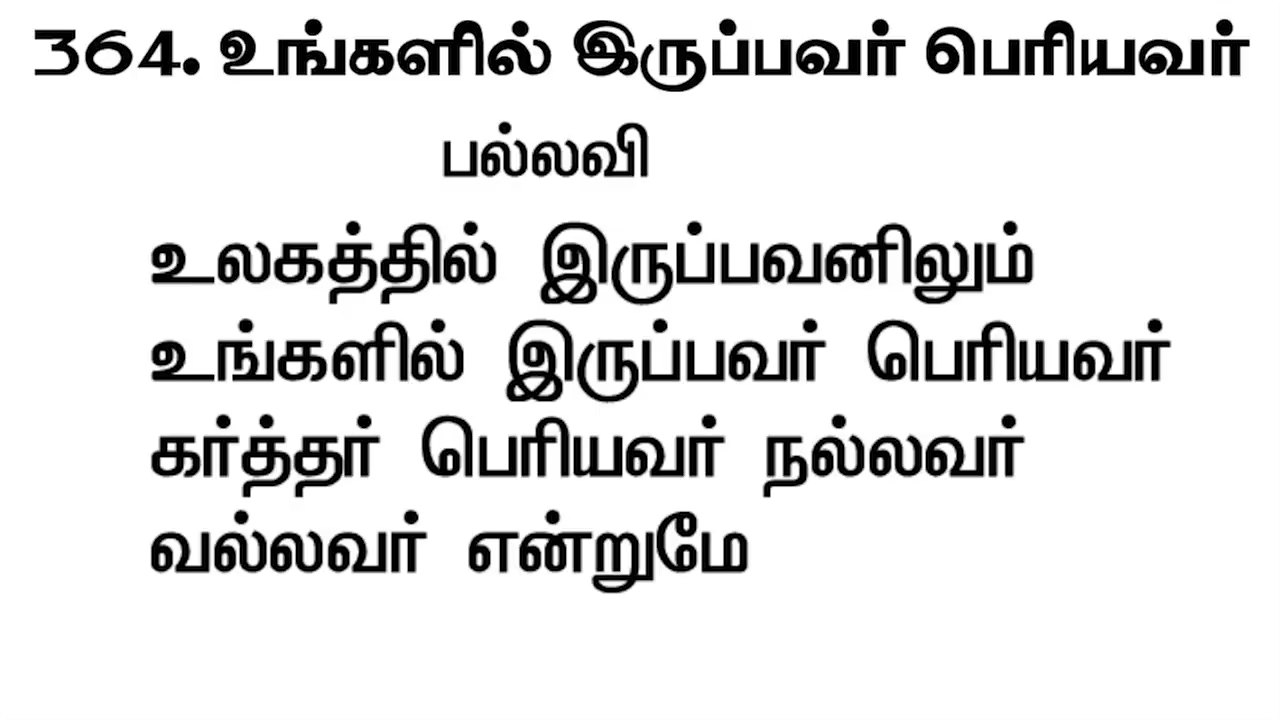 364. உங்களில் இருப்பவர் பெரியவர்
பல்லவி
உலகத்தில் இருப்பவனிலும்
உங்களில் இருப்பவர் பெரியவர்
கர்த்தர் பெரியவர் நல்லவர்
வல்லவர் என்றுமே